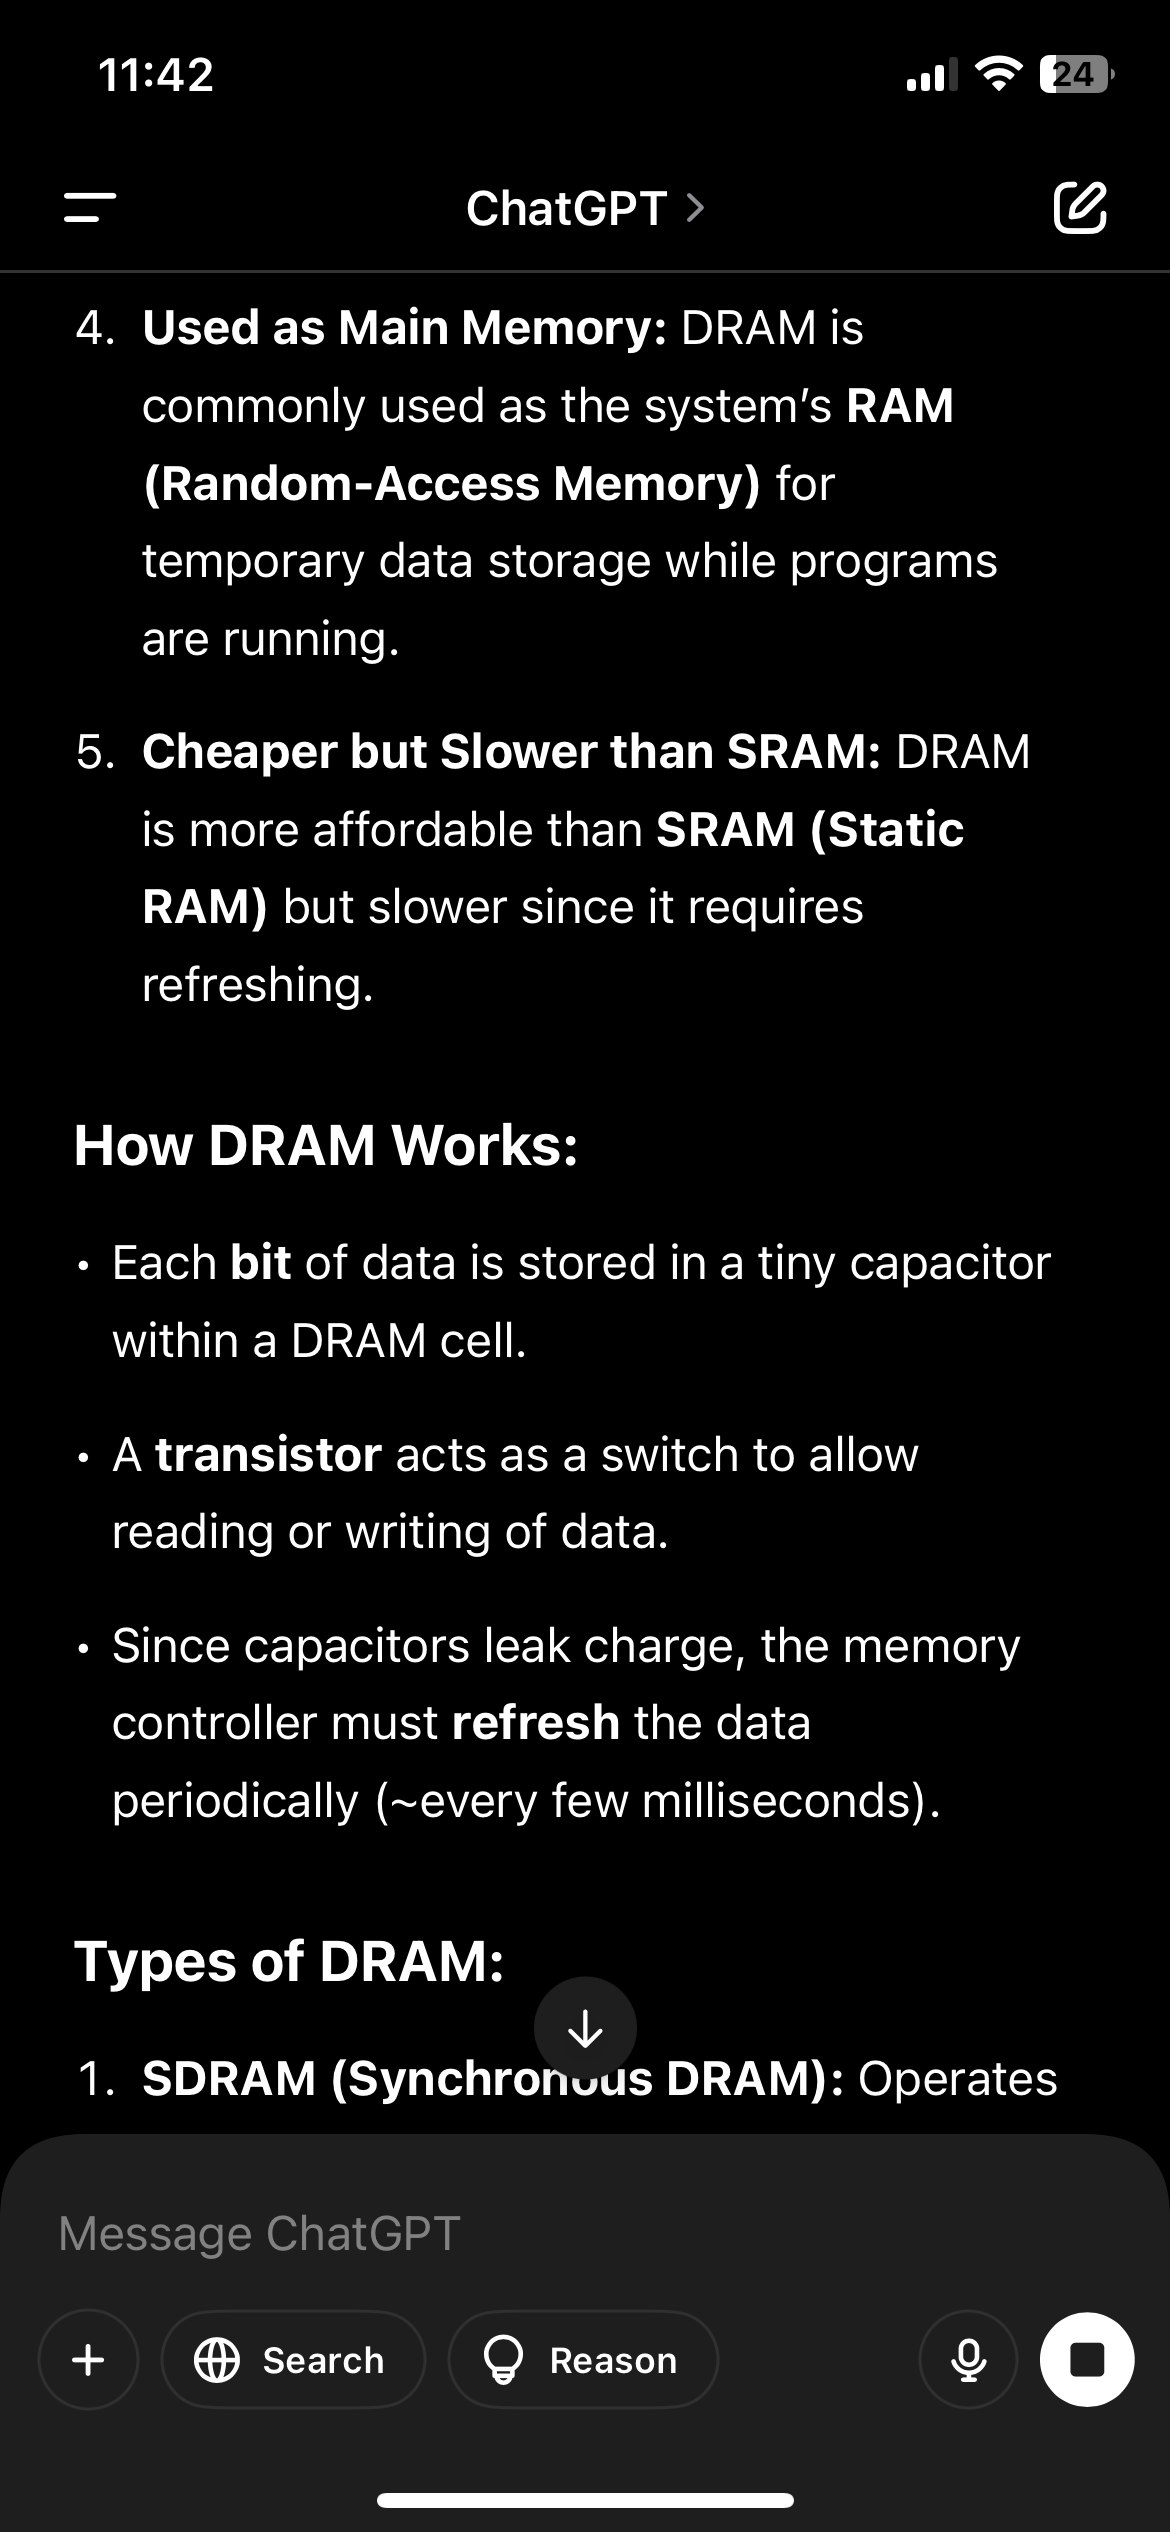 11:42
24
ChatGPT
4. Used as Main Memory: DRAM is
commonly used as the system’s RAM
(Random-Access Memory) for
temporary data storage while programs
are running.
5. Cheaper but Slower than SRAM: DRAM
is more affordable than SRAM (Static
RAM) but slower since it requires
refreshing.
How DRAM Works:
• Each bit of data is stored in a tiny capacitor
within a DRAM cell.
• A transistor acts as a switch to allow
reading or writing of data.
• Since capacitors leak charge, the memory
controller must refresh the data
periodically (~every few milliseconds).
Types of DRAM:
1. SDRAM (Synchronous DRAM): Operates
Message ChatGPT
Search Reason